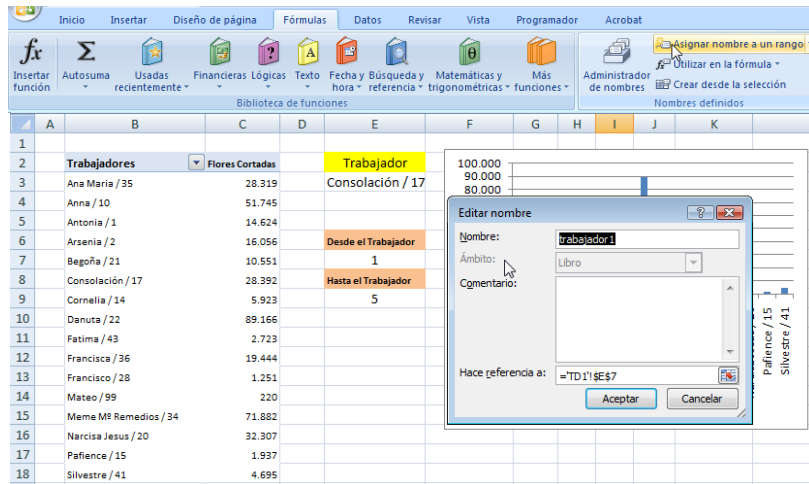 Inicio Insertar Diseño de página Fórmulas Datos Revisar Vista Programador Acrobat
fx Σ ? A θ
Insertar función
Autosuma
Usadas recientemente
Financieras
Lógicas
Texto
Fecha y hora
Búsqueda y referencia
Matemáticas y trigonométricas
Más funciones
Biblioteca de funciones
Administrador de nombres
Asignar nombre a un rango
fx Utilizar en la fórmula
Crear desde la selección
Nombres definidos
A B C D E F G H I J K
1
2 Trabajadores Flores Cortadas Trabajador
3 Ana Maria / 35 28.319 Consolación / 17
4 Anna / 10 51.745
5 Antonia / 1 14.624
6 Arsenia / 2 16.056 Desde el Trabajador
7 Begoña / 21 10.551 1
8 Consolación / 17 28.392 Hasta el Trabajador
9 Cornelia / 14 5.923 5
10 Danuta / 22 89.166
11 Fatima / 43 2.723
12 Francisca / 36 19.444
13 Francisco / 28 1.251
14 Mateo / 99 220
15 Meme Mª Remedios / 34 71.882
16 Narcisa Jesus / 20 32.307
17 Pafience / 15 1.937
18 Silvestre / 41 4.695
100.000
90.000
80.000
Pafience / 15
Silvestre / 41
Editar nombre
Nombre: trabajador1
Ámbito: Libro
Comentario:
Hace referencia a: ='TD1'!$E$7
Aceptar Cancelar